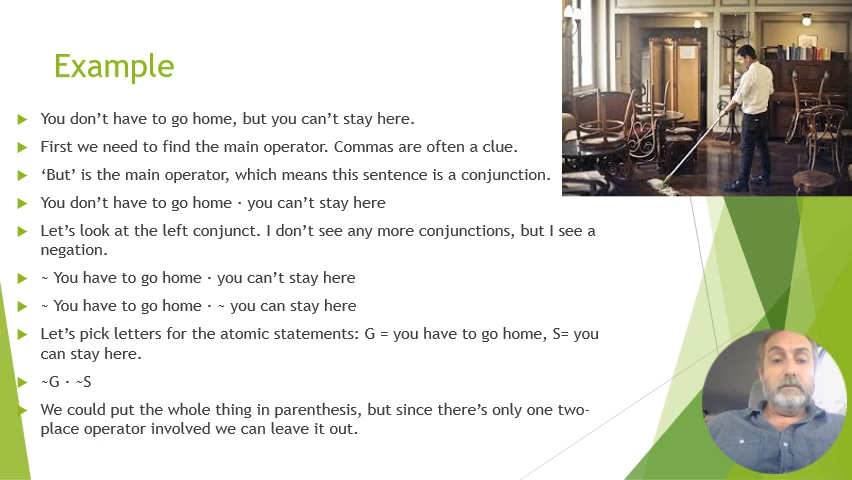 Example
You don’t have to go home, but you can’t stay here.
First we need to find the main operator. Commas are often a clue.
‘But’ is the main operator, which means this sentence is a conjunction.
You don’t have to go home · you can’t stay here
Let’s look at the left conjunct. I don’t see any more conjunctions, but I see a
negation.
~ You have to go home · you can’t stay here
~ You have to go home · ~ you can stay here
Let’s pick letters for the atomic statements: G = you have to go home, S= you
can stay here.
~G · ~S
We could put the whole thing in parenthesis, but since there’s only one two-
place operator involved we can leave it out.